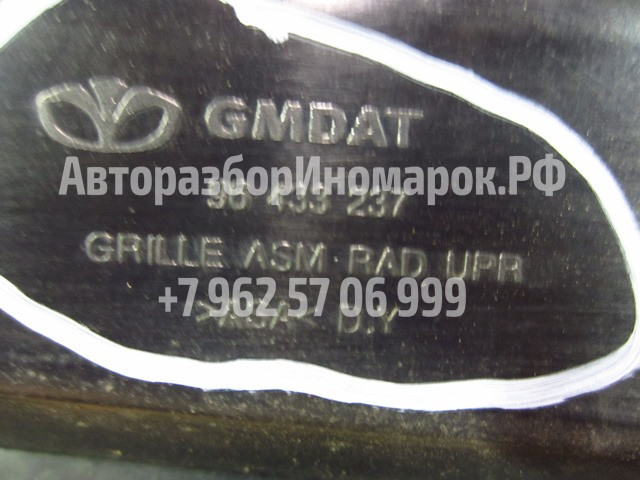 GMDAT
АвторазборИномарок.РФ
96 433 237
GRILLE ASM-RAD UPR
+7 962 57 06 999
D.Y